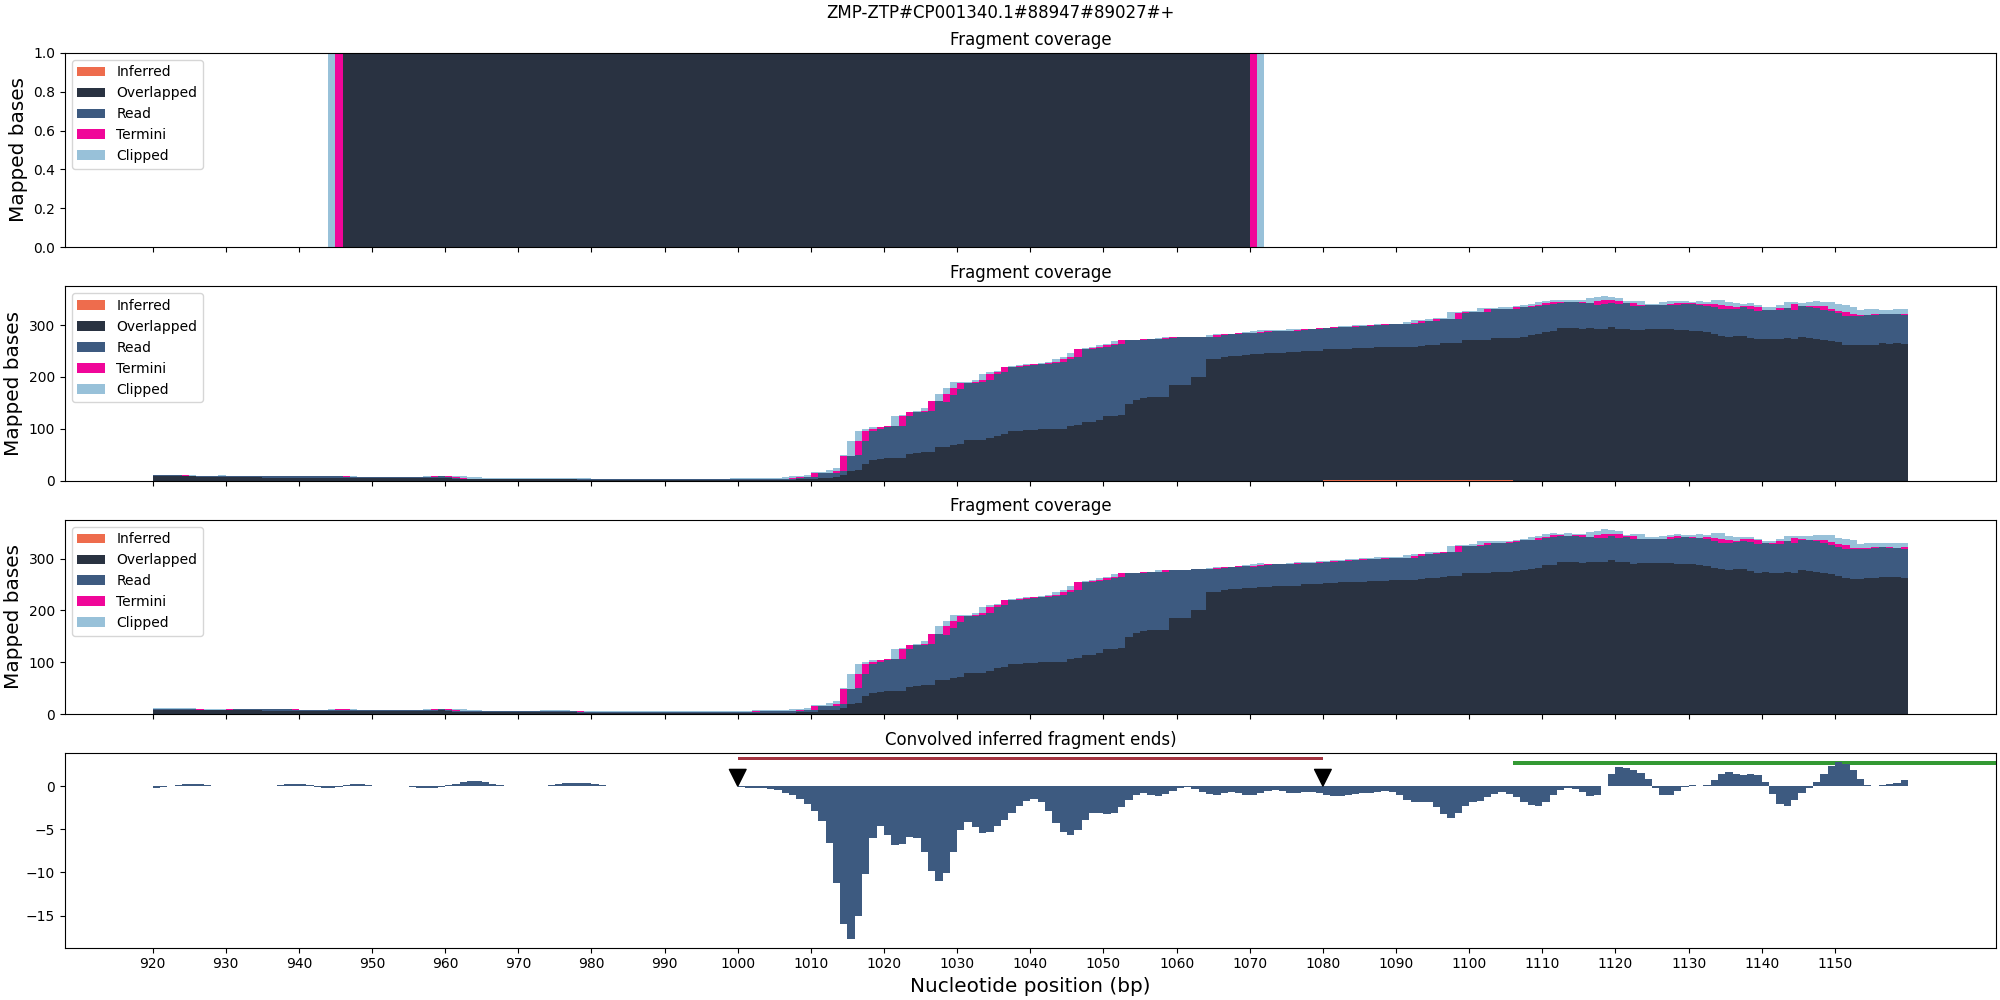 ZMP-ZTP#CP001340.1#88947#89027#+
Fragment coverage
Mapped bases
1.0
0.8
0.6
0.4
0.2
0.0
Inferred
Overlapped
Read
Termini
Clipped
Fragment coverage
Mapped bases
300
200
100
0
Inferred
Overlapped
Read
Termini
Clipped
Fragment coverage
Mapped bases
300
200
100
0
Inferred
Overlapped
Read
Termini
Clipped
Convolved inferred fragment ends)
0
−5
−10
−15
920 930 940 950 960 970 980 990 1000 1010 1020 1030 1040 1050 1060 1070 1080 1090 1100 1110 1120 1130 1140 1150
Nucleotide position (bp)